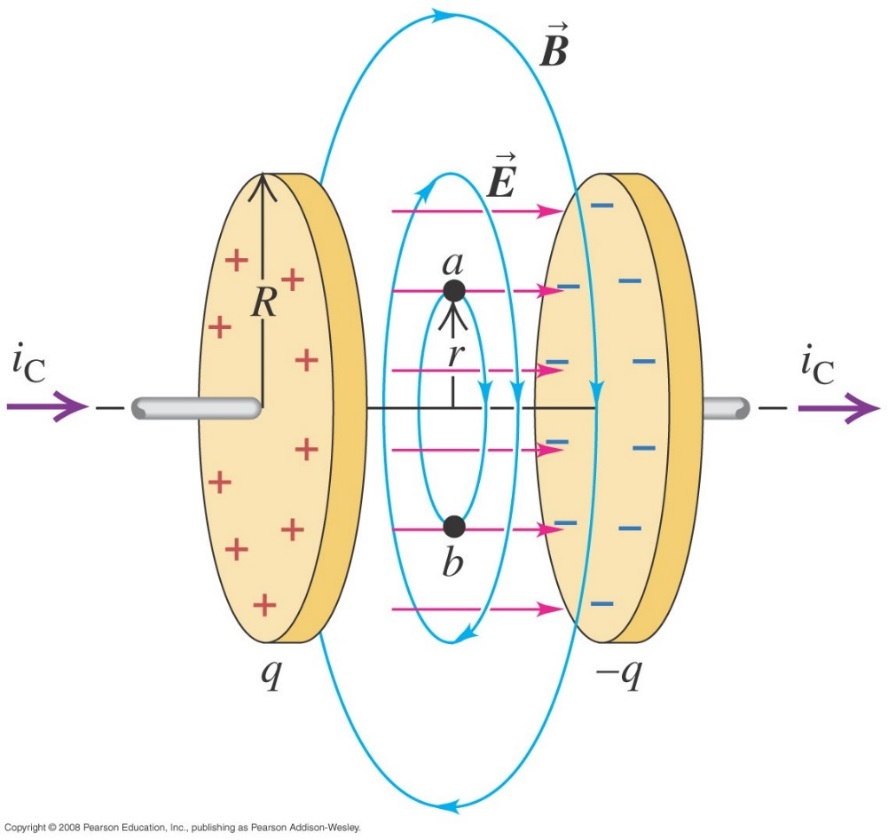 B
E
a
R
r
iC
iC
b
q
−q
Copyright © 2008 Pearson Education, Inc., publishing as Pearson Addison-Wesley.